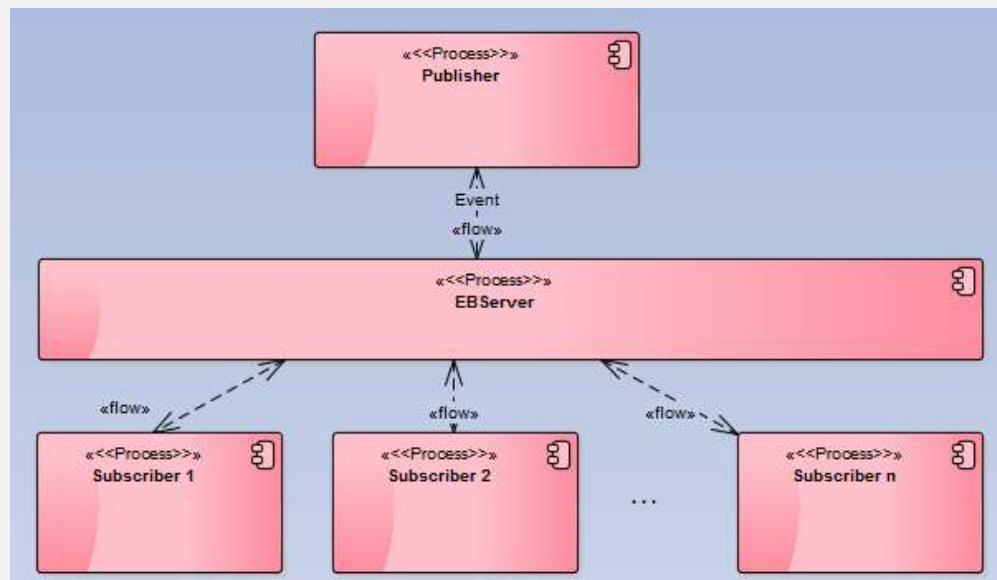 «<<Process>>»
Publisher
Event
«flow»
«<<Process>>»
EBServer
«flow»
«flow»
«flow»
«<<Process>>»
Subscriber 1
«<<Process>>»
Subscriber 2
...
«<<Process>>»
Subscriber n